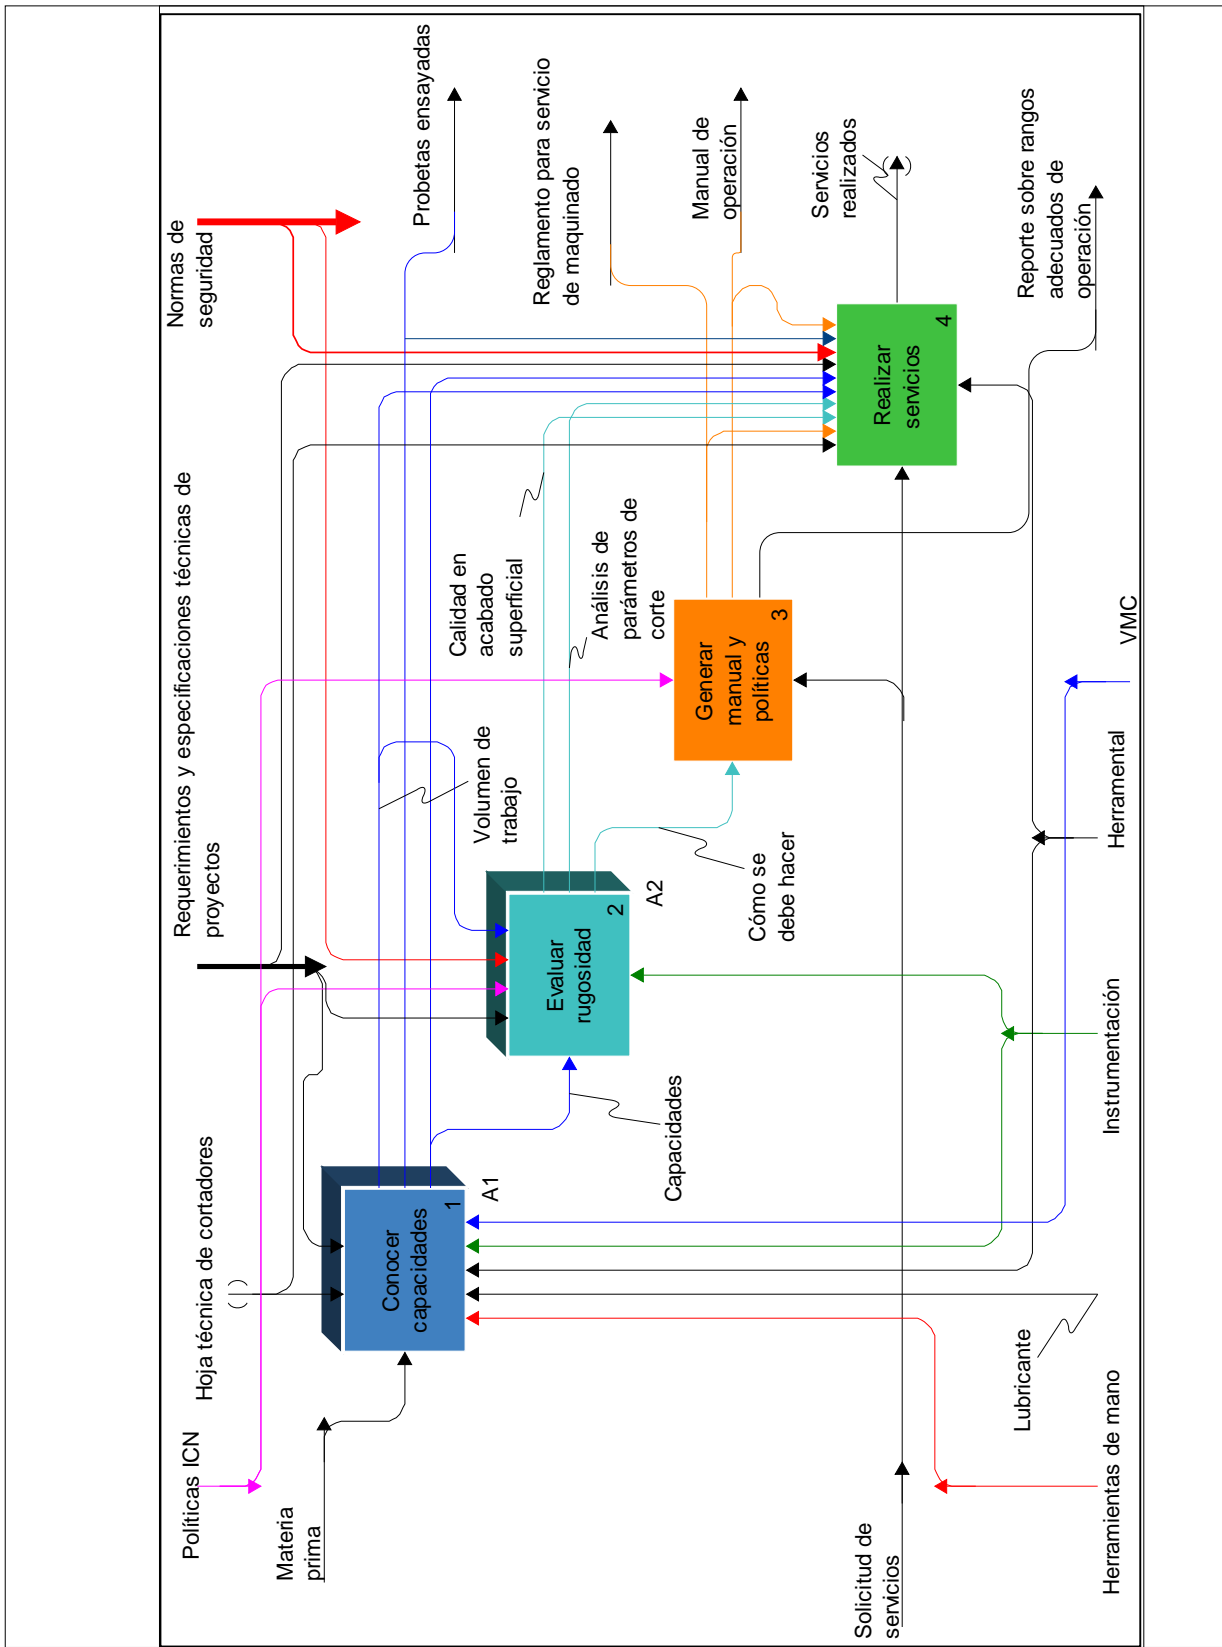 Políticas ICN
Hoja técnica de cortadores
Requerimientos y especificaciones técnicas de
proyectos
Normas de
seguridad
Materia
prima
Conocer
capacidades
1
A1
Capacidades
Evaluar
rugosidad
2
A2
Volumen de
trabajo
Calidad en
acabado
superficial
Análisis de
parámetros de
corte
Cómo se
debe hacer
Generar
manual y
políticas
3
Realizar
servicios
4
Probetas ensayadas
Reglamento para servicio
de maquinado
Manual de
operación
Servicios
realizados
Reporte sobre rangos
adecuados de
operación
Solicitud de
servicios
Herramientas de mano
Lubricante
Instrumentación
Herramental
VMC